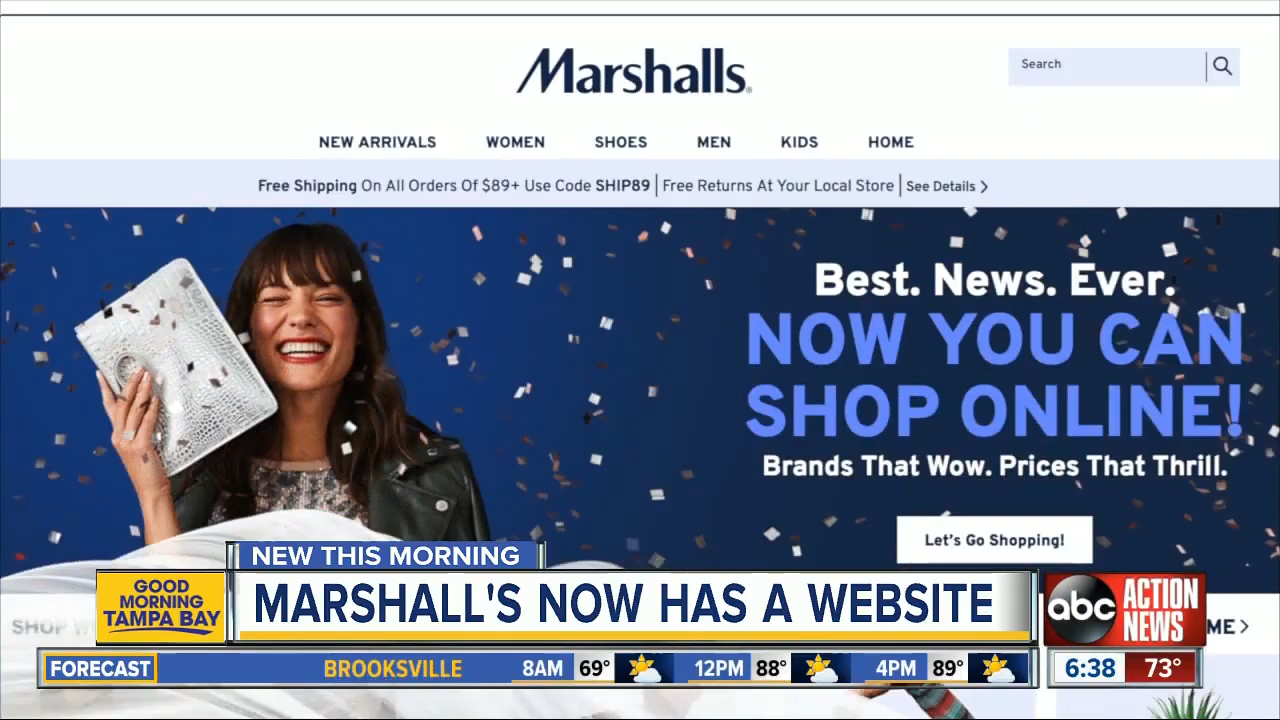 Marshalls®
Search
NEW ARRIVALS WOMEN SHOES MEN KIDS HOME
Free Shipping On All Orders Of $89+ Use Code SHIP89 | Free Returns At Your Local Store | See Details >
Best. News. Ever.
NOW YOU CAN
SHOP ONLINE!
Brands That Wow. Prices That Thrill.
Let's Go Shopping!
NEW THIS MORNING
GOOD
MORNING
TAMPA BAY
MARSHALL'S NOW HAS A WEBSITE
abc ACTION
NEWS
SHOP
ME >
FORECAST BROOKSVILLE 8AM 69° 12PM 88° 4PM 89° 6:38 73°